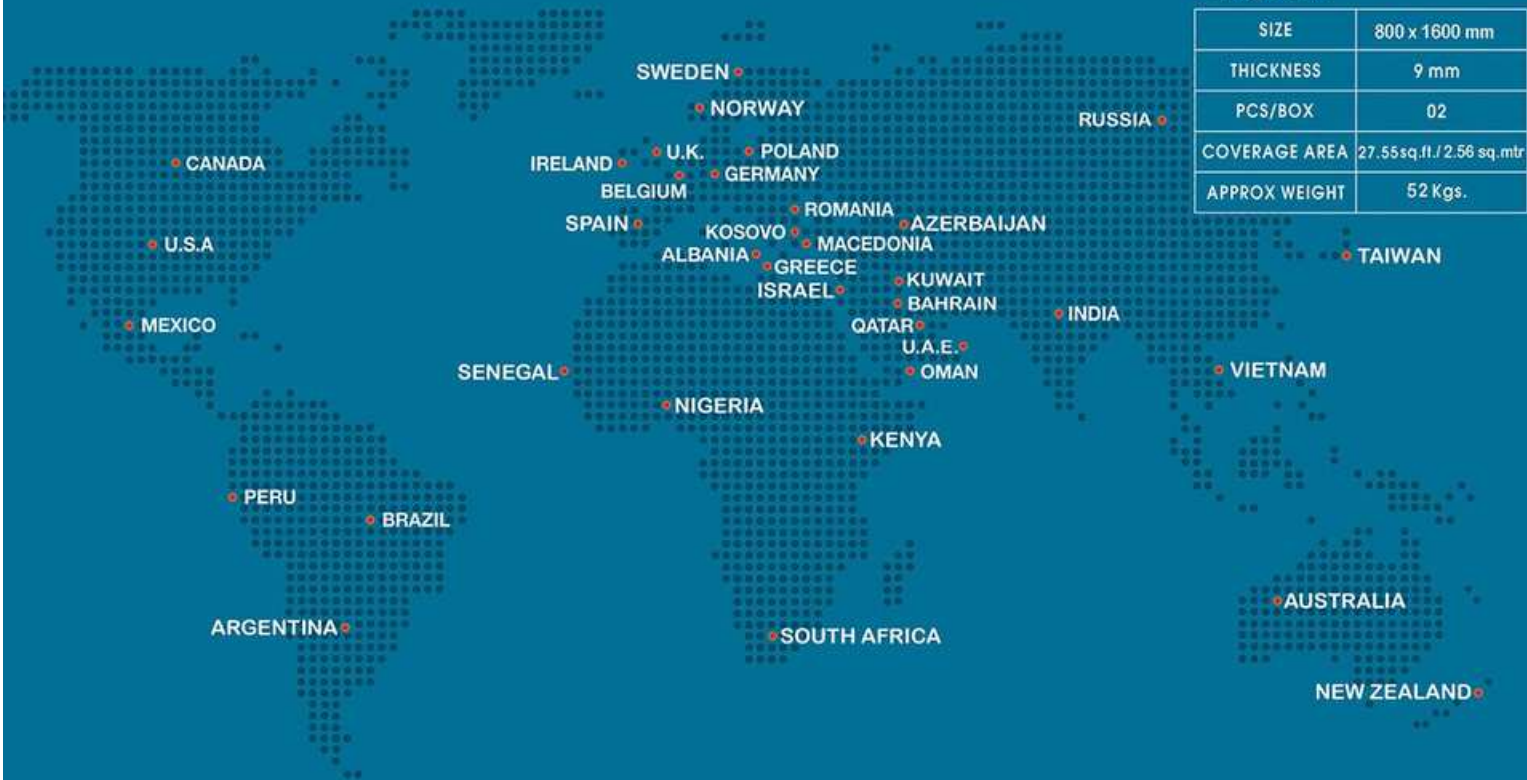 SIZE 800 x 1600 mm
THICKNESS 9 mm
PCS/BOX 02
COVERAGE AREA 27.55sq.ft./2.56 sq.mtr
APPROX WEIGHT 52 Kgs.
SWEDEN
NORWAY
RUSSIA
CANADA
IRELAND
U.K.
POLAND
BELGIUM
GERMANY
SPAIN
ROMANIA
AZERBAIJAN
KOSOVO
MACEDONIA
U.S.A
ALBANIA
GREECE
TAIWAN
ISRAEL
KUWAIT
BAHRAIN
INDIA
MEXICO
QATAR
U.A.E.
SENEGAL
OMAN
VIETNAM
NIGERIA
KENYA
PERU
BRAZIL
AUSTRALIA
ARGENTINA
SOUTH AFRICA
NEW ZEALAND